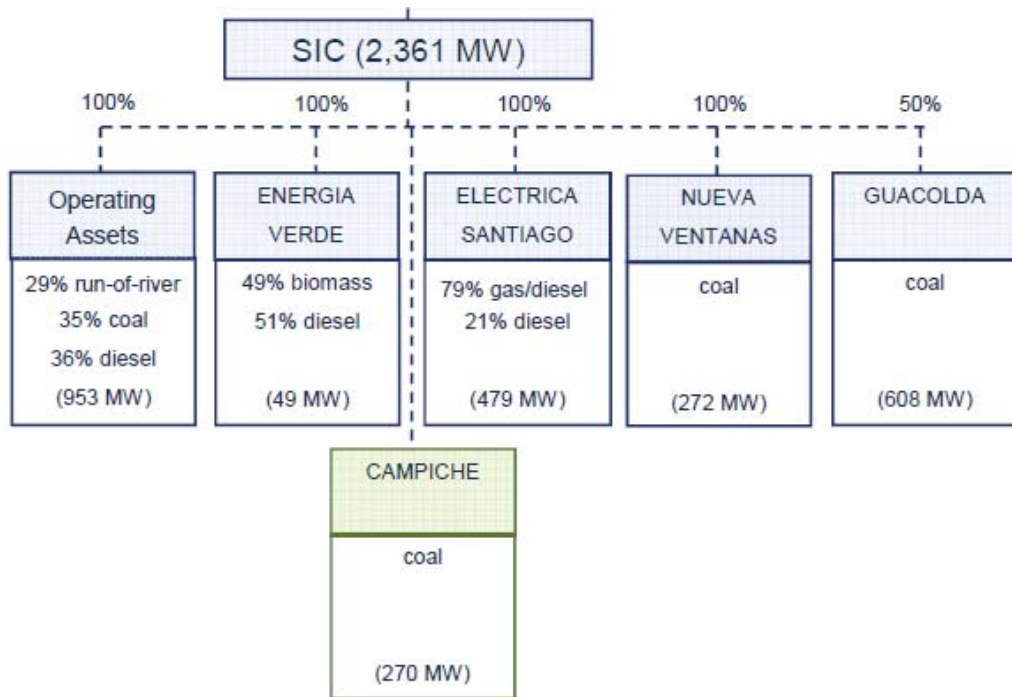 SIC (2,361 MW)
100%
100%
100%
100%
50%
Operating
Assets
29% run-of-river
35% coal
36% diesel
(953 MW)
ENERGIA
VERDE
49% biomass
51% diesel
(49 MW)
ELECTRICA
SANTIAGO
79% gas/diesel
21% diesel
(479 MW)
NUEVA
VENTANAS
coal
(272 MW)
GUACOLDA
coal
(608 MW)
CAMPICHE
coal
(270 MW)